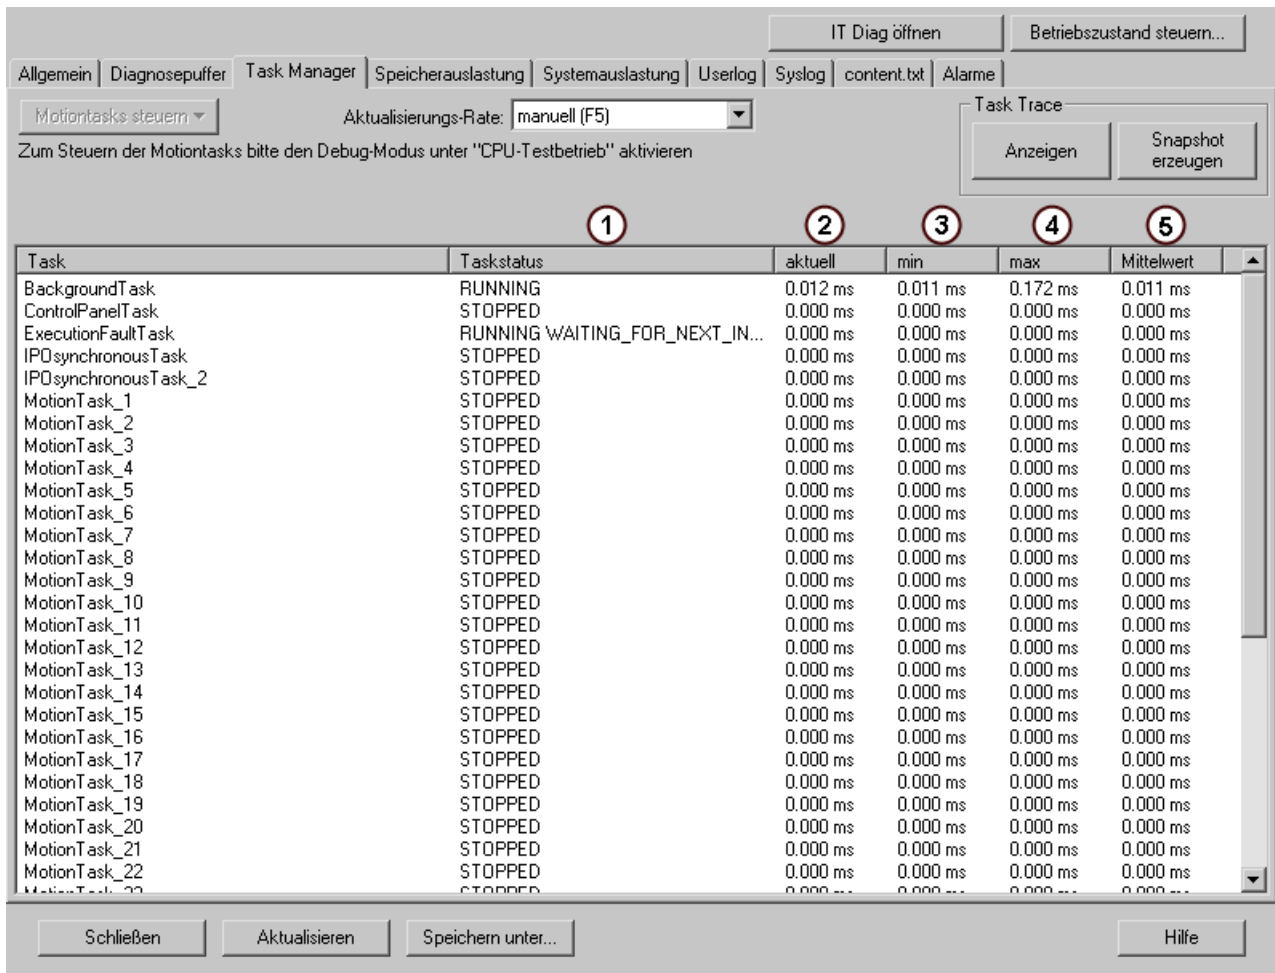 IT Diag öffnen Betriebszustand steuern...
Allgemein Diagnosepuffer Task Manager Speicherauslastung Systemauslastung Userlog Syslog content.txt Alarme
Motiontasks steuern Aktualisierungs-Rate: manuell (F5) Task Trace
Zum Steuern der Motiontasks bitte den Debug-Modus unter "CPU-Testbetrieb" aktivieren
Anzeigen Snapshot erzeugen
1 2 3 4 5
Task Taskstatus aktuell min max Mittelwert
BackgroundTask RUNNING 0.012 ms 0.011 ms 0.172 ms 0.011 ms
ControlPanelTask STOPPED 0.000 ms 0.000 ms 0.000 ms 0.000 ms
ExecutionFaultTask RUNNING WAITING_FOR_NEXT_IN... 0.000 ms 0.000 ms 0.000 ms 0.000 ms
IPOsynchronousTask STOPPED 0.000 ms 0.000 ms 0.000 ms 0.000 ms
IPOsynchronousTask_2 STOPPED 0.000 ms 0.000 ms 0.000 ms 0.000 ms
MotionTask_1 STOPPED 0.000 ms 0.000 ms 0.000 ms 0.000 ms
MotionTask_2 STOPPED 0.000 ms 0.000 ms 0.000 ms 0.000 ms
MotionTask_3 STOPPED 0.000 ms 0.000 ms 0.000 ms 0.000 ms
MotionTask_4 STOPPED 0.000 ms 0.000 ms 0.000 ms 0.000 ms
MotionTask_5 STOPPED 0.000 ms 0.000 ms 0.000 ms 0.000 ms
MotionTask_6 STOPPED 0.000 ms 0.000 ms 0.000 ms 0.000 ms
MotionTask_7 STOPPED 0.000 ms 0.000 ms 0.000 ms 0.000 ms
MotionTask_8 STOPPED 0.000 ms 0.000 ms 0.000 ms 0.000 ms
MotionTask_9 STOPPED 0.000 ms 0.000 ms 0.000 ms 0.000 ms
MotionTask_10 STOPPED 0.000 ms 0.000 ms 0.000 ms 0.000 ms
MotionTask_11 STOPPED 0.000 ms 0.000 ms 0.000 ms 0.000 ms
MotionTask_12 STOPPED 0.000 ms 0.000 ms 0.000 ms 0.000 ms
MotionTask_13 STOPPED 0.000 ms 0.000 ms 0.000 ms 0.000 ms
MotionTask_14 STOPPED 0.000 ms 0.000 ms 0.000 ms 0.000 ms
MotionTask_15 STOPPED 0.000 ms 0.000 ms 0.000 ms 0.000 ms
MotionTask_16 STOPPED 0.000 ms 0.000 ms 0.000 ms 0.000 ms
MotionTask_17 STOPPED 0.000 ms 0.000 ms 0.000 ms 0.000 ms
MotionTask_18 STOPPED 0.000 ms 0.000 ms 0.000 ms 0.000 ms
MotionTask_19 STOPPED 0.000 ms 0.000 ms 0.000 ms 0.000 ms
MotionTask_20 STOPPED 0.000 ms 0.000 ms 0.000 ms 0.000 ms
MotionTask_21 STOPPED 0.000 ms 0.000 ms 0.000 ms 0.000 ms
MotionTask_22 STOPPED 0.000 ms 0.000 ms 0.000 ms 0.000 ms
Schließen Aktualisieren Speichern unter... Hilfe